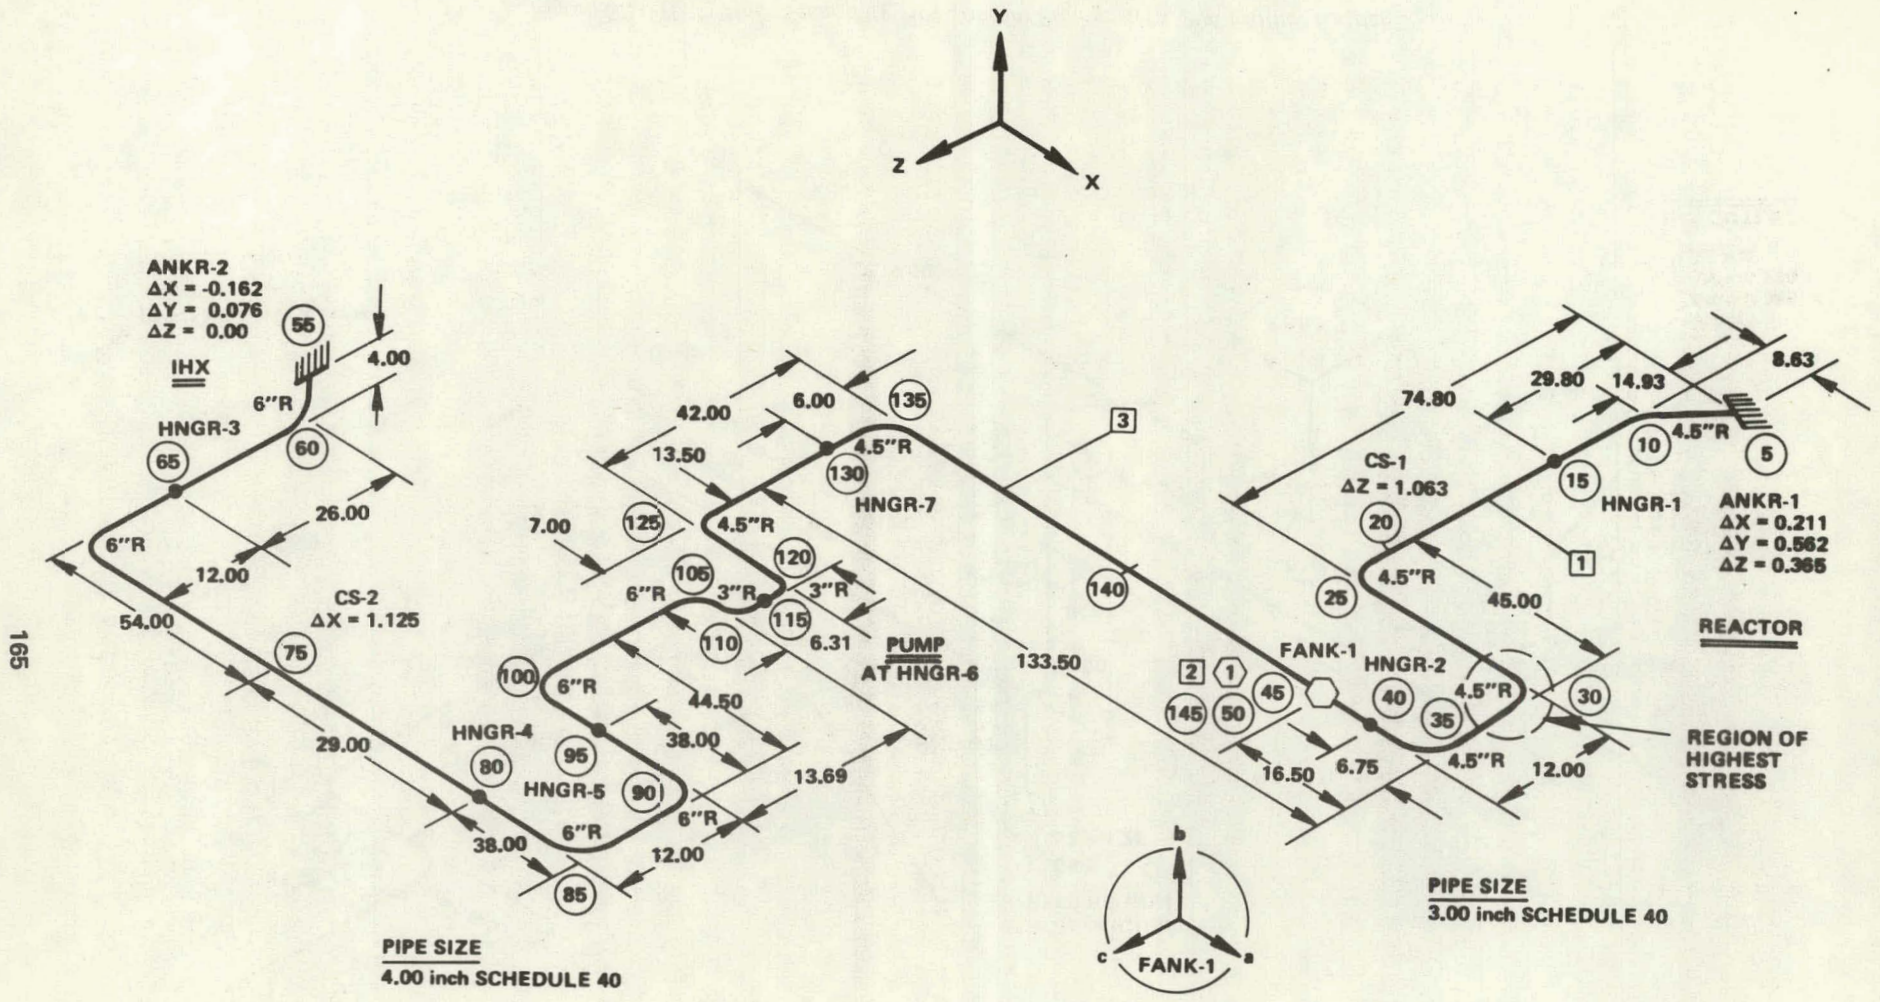 Y
Z
X
ANKR-2
ΔX = -0.162
ΔY = 0.076
ΔZ = 0.00
55
4.00
IHX
6"R
HNGR-3
65
60
26.00
6"R
12.00
54.00
CS-2
ΔX = 1.125
75
29.00
HNGR-4
80
38.00
85
6"R
12.00
6"R
90
HNGR-5
95
38.00
44.50
13.69
100
6"R
6"R
105
3"R
110
115
120
3"R
6.31
PUMP
AT HNGR-6
7.00
125
4.5"R
13.50
42.00
6.00
135
4.5"R
130
HNGR-7
3
133.50
140
FANK-1
HNGR-2
2
1
45
145
50
40
35
4.5"R
30
16.50
6.75
4.5"R
12.00
REGION OF
HIGHEST
STRESS
74.80
29.80
14.93
8.63
4.5"R
10
5
15
HNGR-1
CS-1
ΔZ = 1.063
20
4.5"R
25
45.00
1
ANKR-1
ΔX = 0.211
ΔY = 0.562
ΔZ = 0.365
REACTOR
b
c
a
FANK-1
PIPE SIZE
3.00 inch SCHEDULE 40
PIPE SIZE
4.00 inch SCHEDULE 40
165